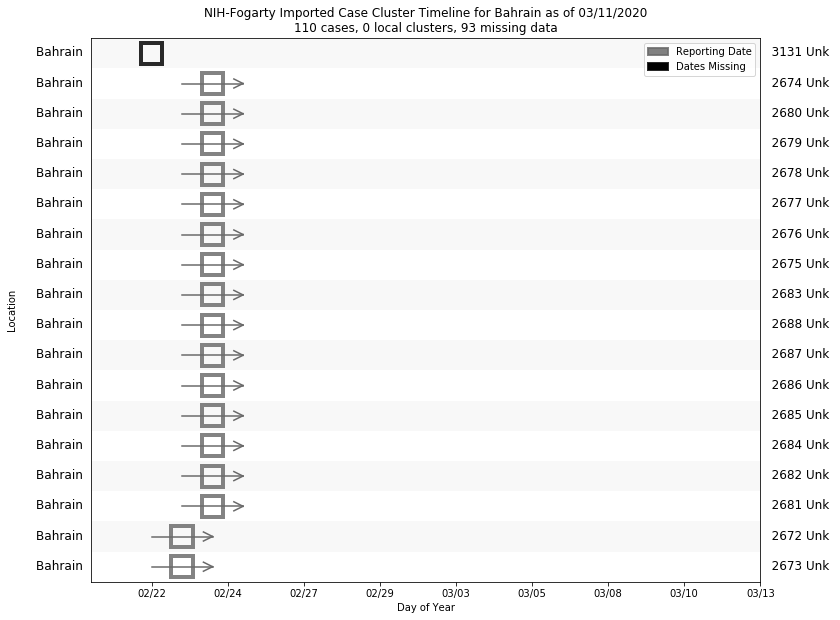 NIH-Fogarty Imported Case Cluster Timeline for Bahrain as of 03/11/2020
110 cases, 0 local clusters, 93 missing data
Reporting Date
Dates Missing
Bahrain 3131 Unk
Bahrain 2674 Unk
Bahrain 2680 Unk
Bahrain 2679 Unk
Bahrain 2678 Unk
Bahrain 2677 Unk
Bahrain 2676 Unk
Bahrain 2675 Unk
Bahrain 2683 Unk
Bahrain 2688 Unk
Bahrain 2687 Unk
Bahrain 2686 Unk
Bahrain 2685 Unk
Bahrain 2684 Unk
Bahrain 2682 Unk
Bahrain 2681 Unk
Bahrain 2672 Unk
Bahrain 2673 Unk
Location
02/22 02/24 02/27 02/29 03/03 03/05 03/08 03/10 03/13
Day of Year